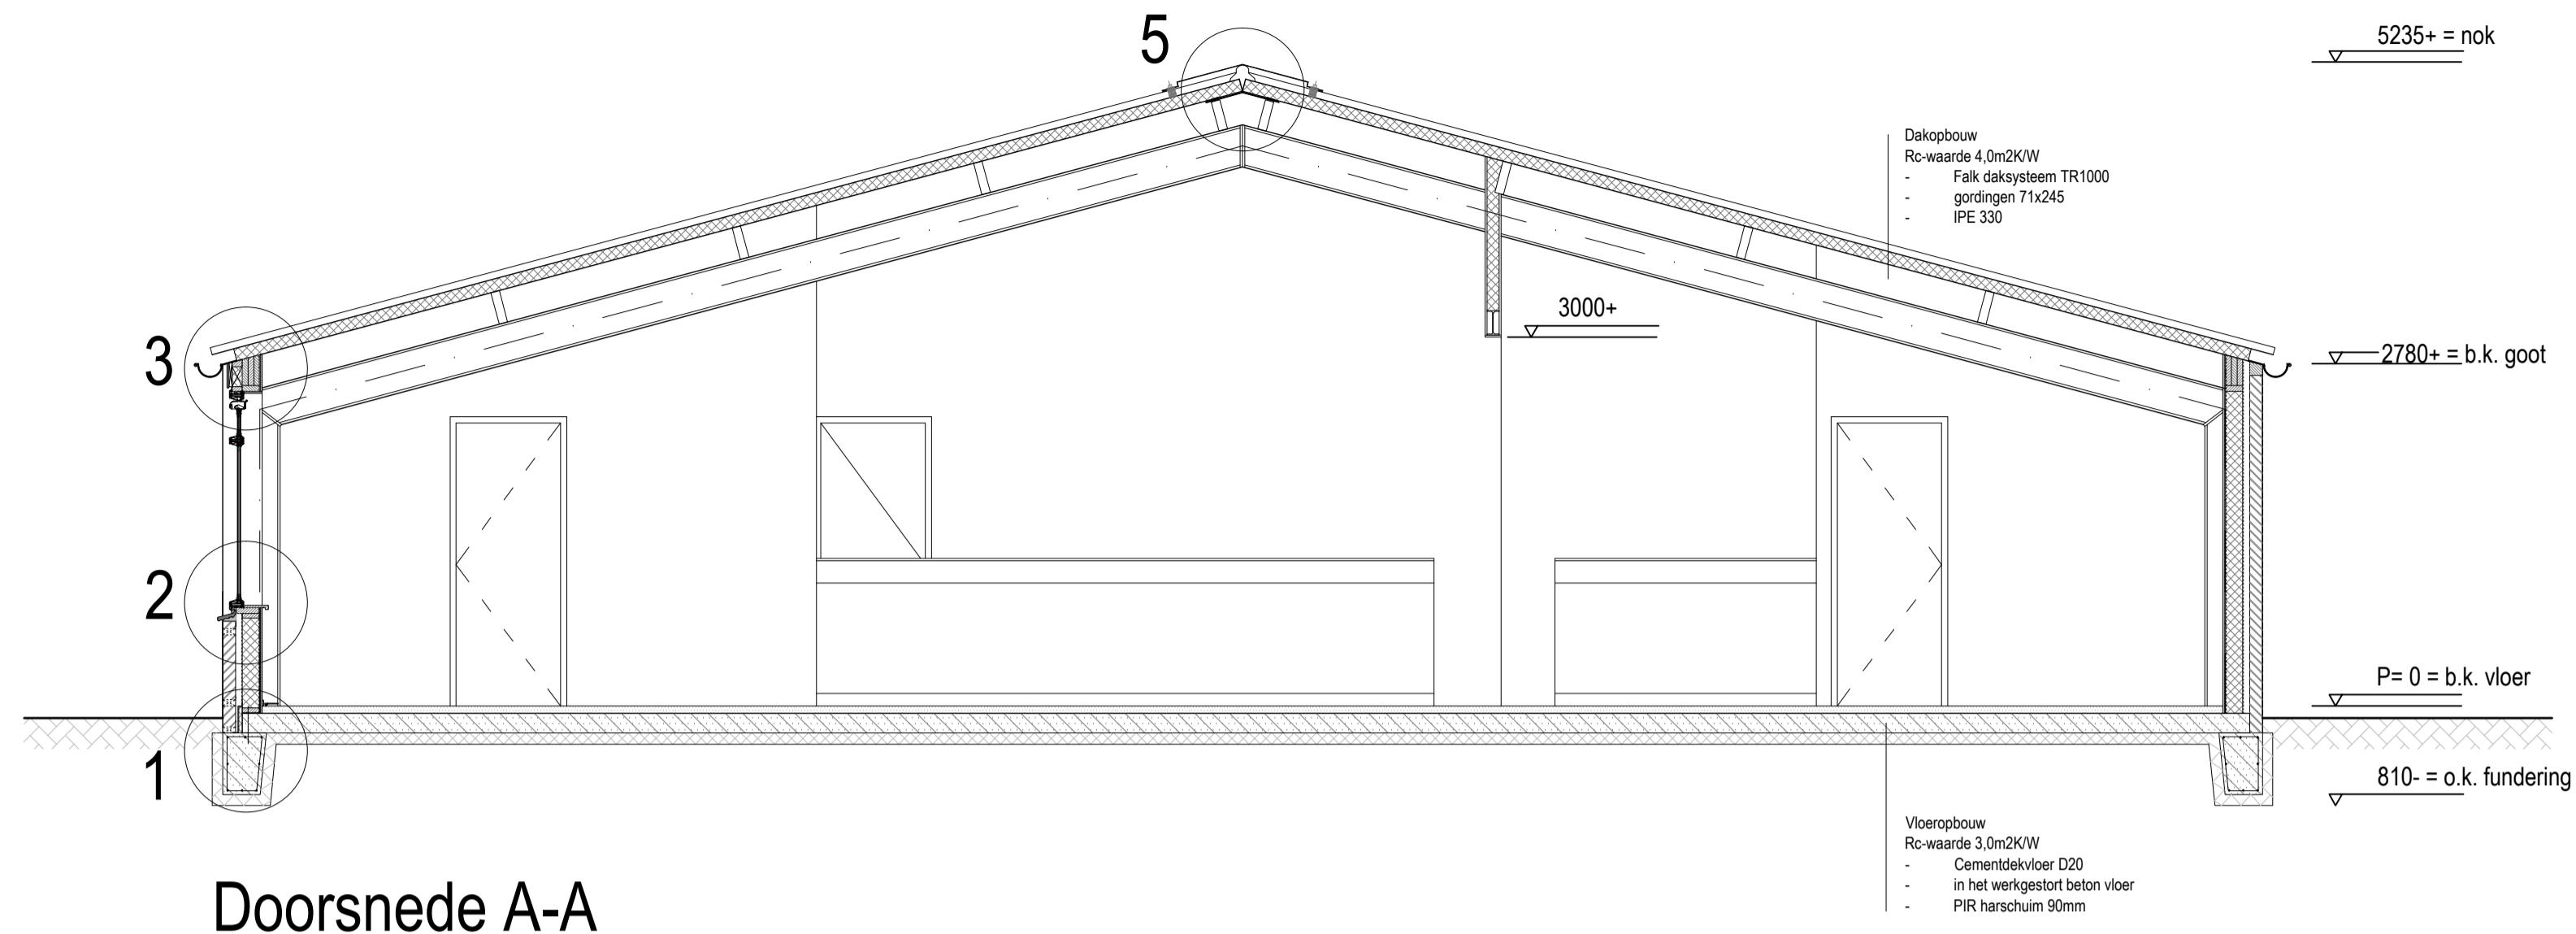 5
5235+ = nok
Dakopbouw
Rc-waarde 4,0m2K/W
- Falk daksysteem TR1000
- gordingen 71x245
- IPE 330
3000+
3
2780+ = b.k. goot
2
P= 0 = b.k. vloer
1
810- = o.k. fundering
Vloeropbouw
Rc-waarde 3,0m2K/W
- Cementdekvloer D20
- in het werkgestort beton vloer
- PIR harschuim 90mm
Doorsnede A-A